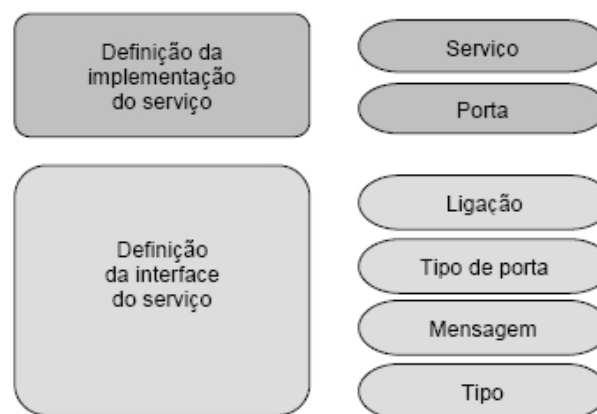 Definição da
implementação
do serviço
Servico
Porta
Definição
da interface
do serviço
Ligação
Tipo de porta
Mensagem
Tipo